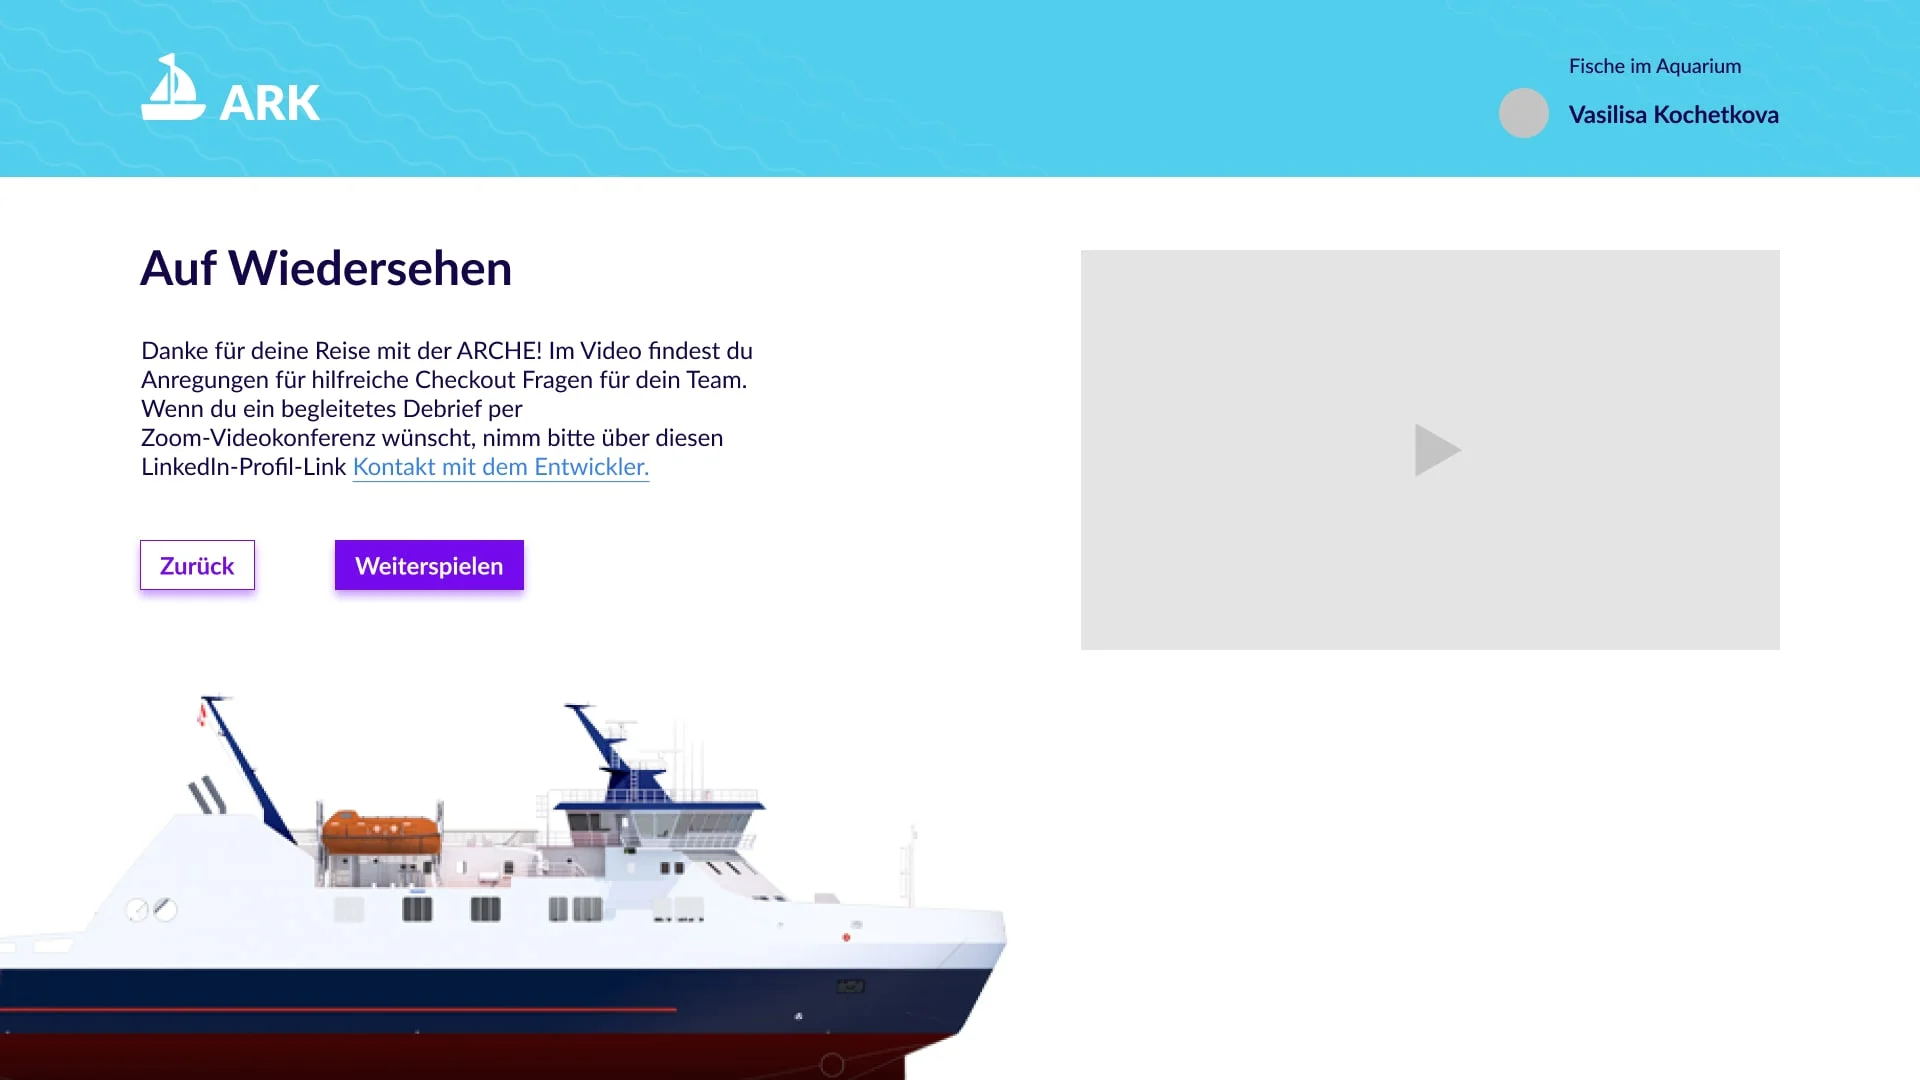 ARK
Fische im Aquarium
Vasilisa Kochetkova
Auf Wiedersehen
Danke für deine Reise mit der ARCHE! Im Video findest du
Anregungen für hilfreiche Checkout Fragen für dein Team.
Wenn du ein begleitetes Debrief per
Zoom-Videokonferenz wünscht, nimm bitte über diesen
LinkedIn-Profil-Link Kontakt mit dem Entwickler.
Zurück
Weiterspielen